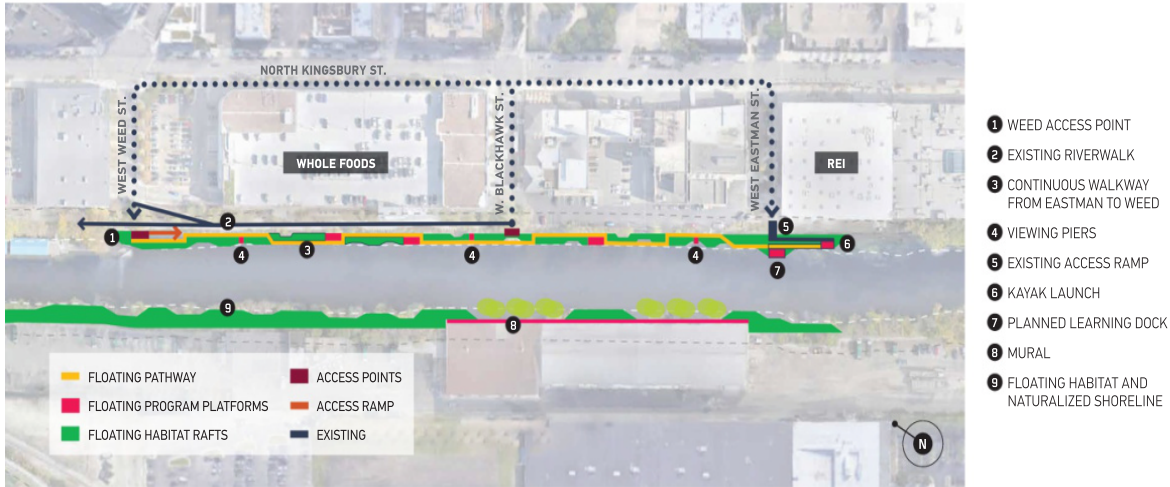 NORTH KINGSBURY ST.
WEST WEED ST.
W. BLACKHAWK ST.
WEST EASTMAN ST.
WHOLE FOODS
REI
1
2
3
4
4
4
5
6
7
8
9
1 WEED ACCESS POINT
2 EXISTING RIVERWALK
3 CONTINUOUS WALKWAY
FROM EASTMAN TO WEED
4 VIEWING PIERS
5 EXISTING ACCESS RAMP
6 KAYAK LAUNCH
7 PLANNED LEARNING DOCK
8 MURAL
9 FLOATING HABITAT AND
NATURALIZED SHORELINE
FLOATING PATHWAY
FLOATING PROGRAM PLATFORMS
FLOATING HABITAT RAFTS
ACCESS POINTS
ACCESS RAMP
EXISTING
N